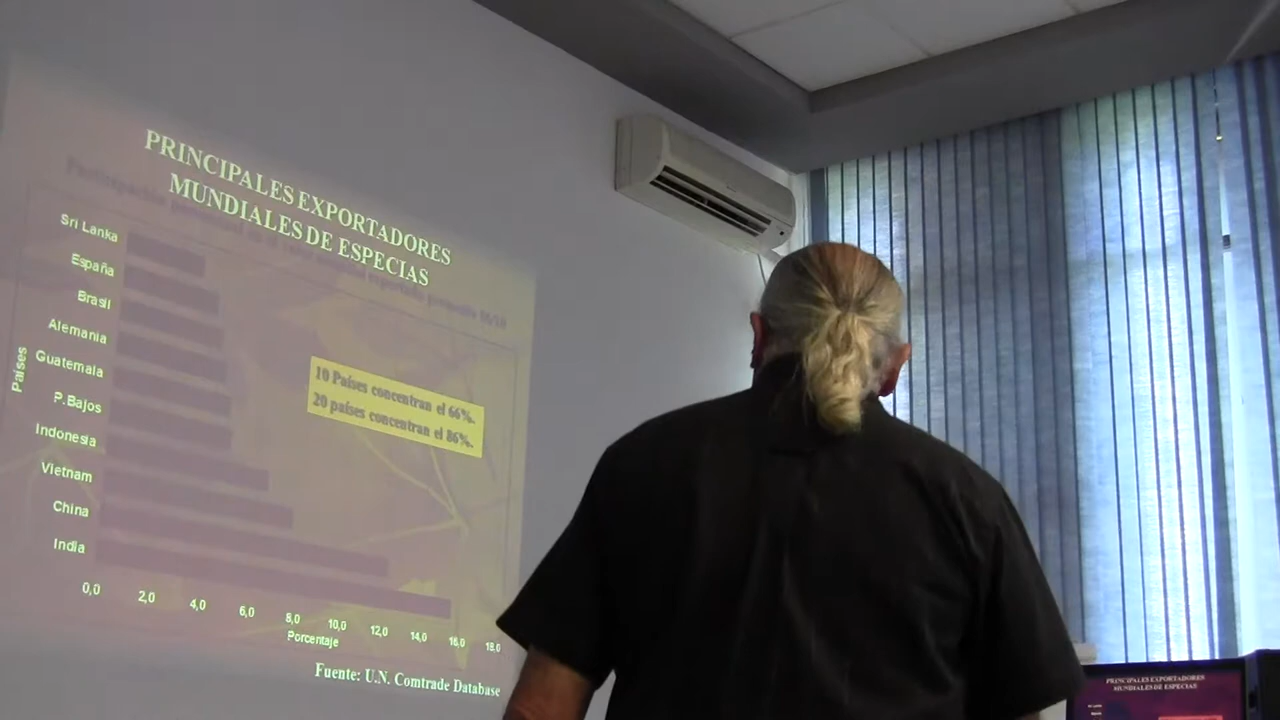 PRINCIPALES EXPORTADORES
MUNDIALES DE ESPECIAS
Sri Lanka
España
Brasil
Alemania
Guatemala
P.Bajos
Indonesia
Vietnam
China
India
Países
10 Países concentran el 66%.
20 países concentran el 86%.
0,0 2,0 4,0 6,0 8,0 10,0 12,0 14,0 16,0 18,0
Porcentaje
Fuente: U.N. Comtrade Database
PRINCIPALES EXPORTADORES
MUNDIALES DE ESPECIAS